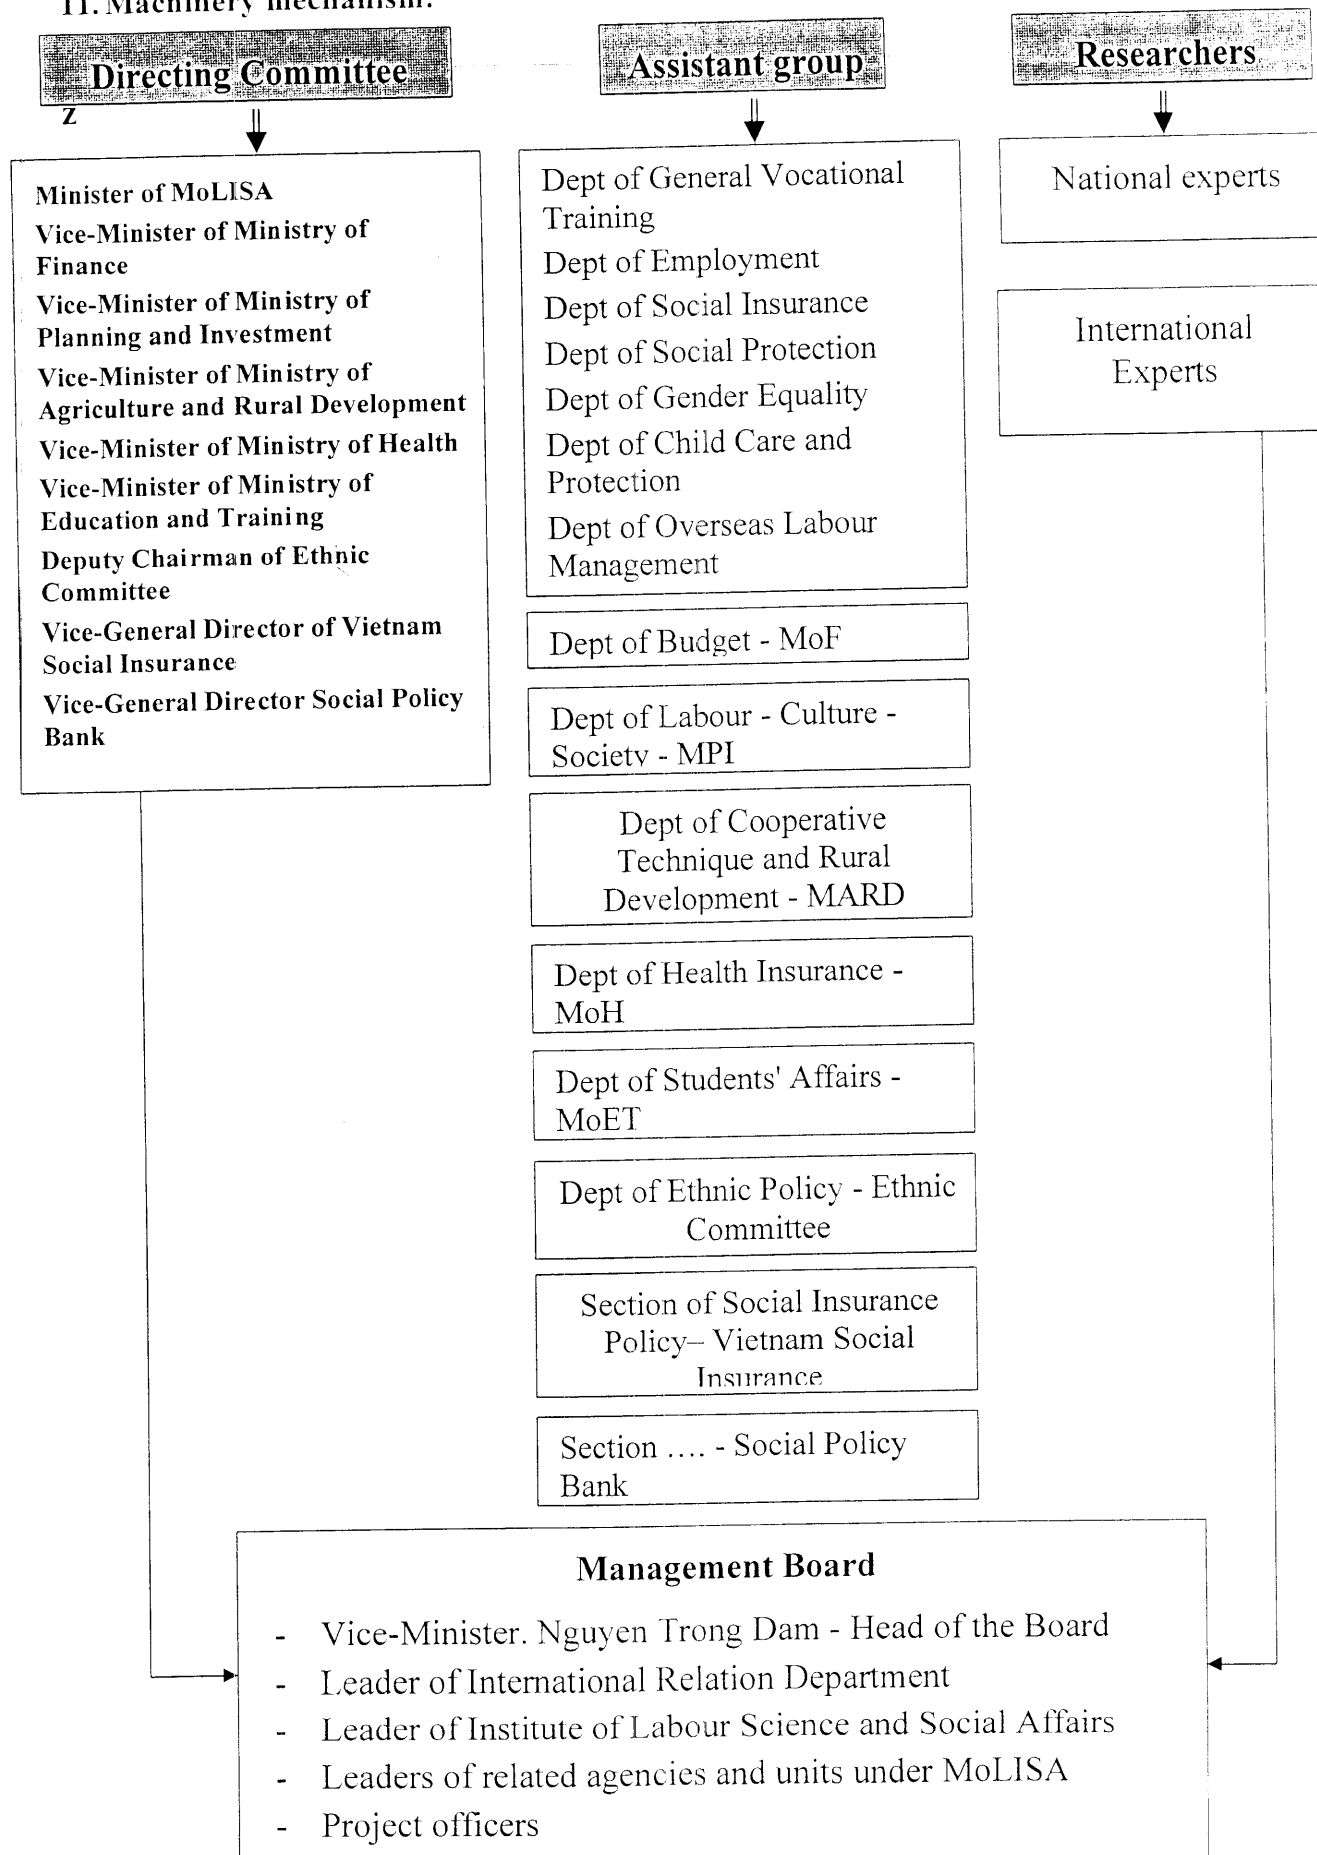 11. Machinery mechanism:
Directing Committee
z
Minister of MoLISA
Vice-Minister of Ministry of
Finance
Vice-Minister of Ministry of
Planning and Investment
Vice-Minister of Ministry of
Agriculture and Rural Development
Vice-Minister of Ministry of Health
Vice-Minister of Ministry of
Education and Training
Deputy Chairman of Ethnic
Committee
Vice-General Director of Vietnam
Social Insurance
Vice-General Director Social Policy
Bank
Assistant group
Dept of General Vocational
Training
Dept of Employment
Dept of Social Insurance
Dept of Social Protection
Dept of Gender Equality
Dept of Child Care and
Protection
Dept of Overseas Labour
Management
Dept of Budget - MoF
Dept of Labour - Culture -
Society - MPI
Dept of Cooperative
Technique and Rural
Development - MARD
Dept of Health Insurance -
MoH
Dept of Students' Affairs -
MoET
Dept of Ethnic Policy - Ethnic
Committee
Section of Social Insurance
Policy– Vietnam Social
Insurance
Section .... - Social Policy
Bank
Researchers
National experts
International
Experts
Management Board
- Vice-Minister. Nguyen Trong Dam - Head of the Board
- Leader of International Relation Department
- Leader of Institute of Labour Science and Social Affairs
- Leaders of related agencies and units under MoLISA
- Project officers